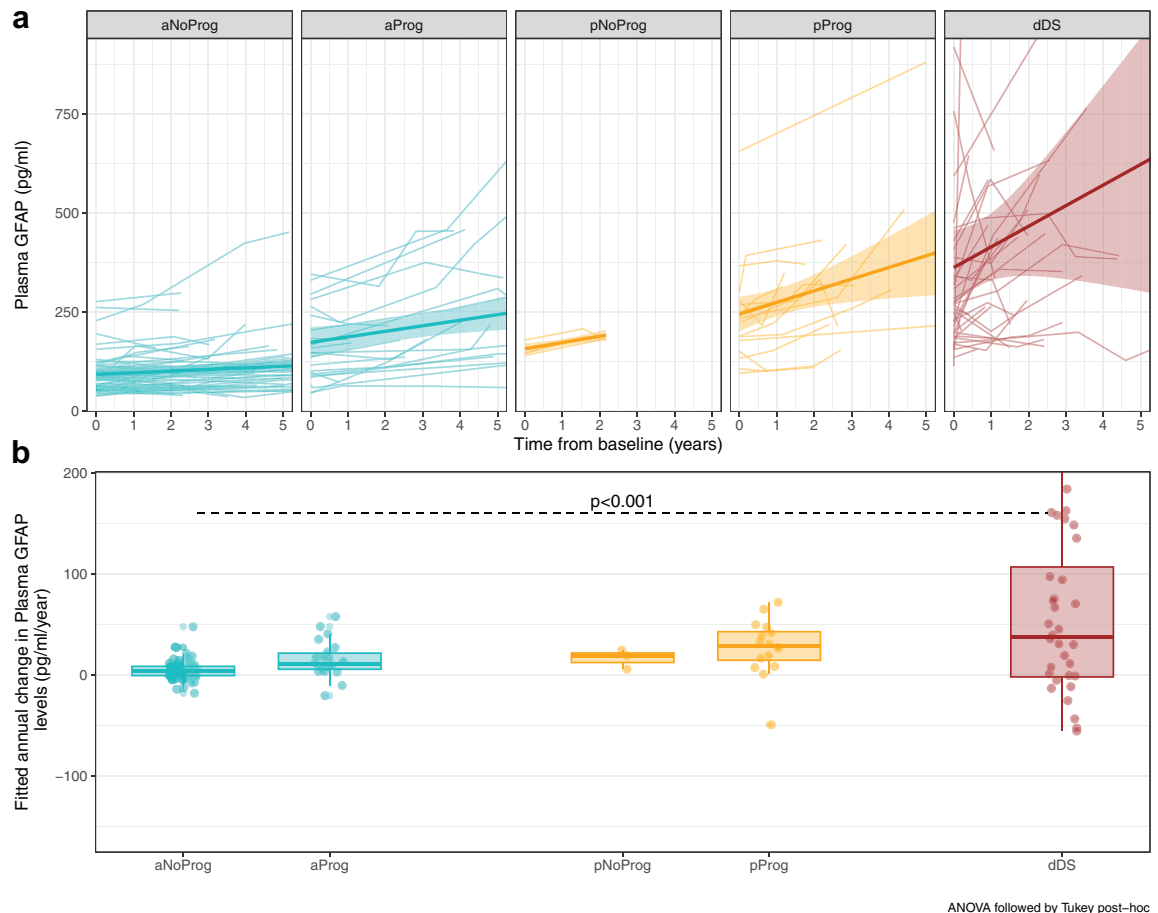 a
aNoProg aProg pNoProg pProg dDS
Plasma GFAP (pg/ml)
750
500
250
0
0 1 2 3 4 5 0 1 2 3 4 5 0 1 2 3 4 5 0 1 2 3 4 5 0 1 2 3 4 5
Time from baseline (years)
b
Fitted annual change in Plasma GFAP
levels (pg/ml/year)
200
100
0
−100
p<0.001
aNoProg aProg pNoProg pProg dDS
ANOVA followed by Tukey post−hoc